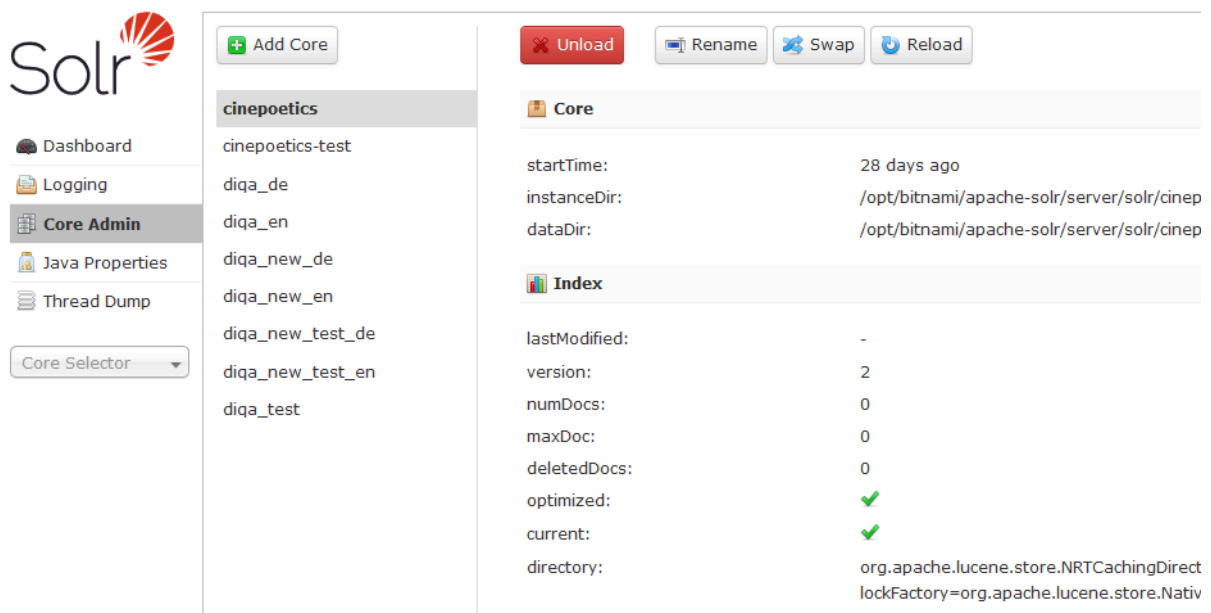 Solr
Dashboard
Logging
Core Admin
Java Properties
Thread Dump
Core Selector
Add Core
cinepoetics
cinepoetics-test
diqa_de
diqa_en
diqa_new_de
diqa_new_en
diqa_new_test_de
diqa_new_test_en
diqa_test
Unload Rename Swap Reload
Core
startTime: 28 days ago
instanceDir: /opt/bitnami/apache-solr/server/solr/cinep
dataDir: /opt/bitnami/apache-solr/server/solr/cinep
Index
lastModified: -
version: 2
numDocs: 0
maxDoc: 0
deletedDocs: 0
optimized:
current:
directory: org.apache.lucene.store.NRTCachingDirect
lockFactory=org.apache.lucene.store.Nativ